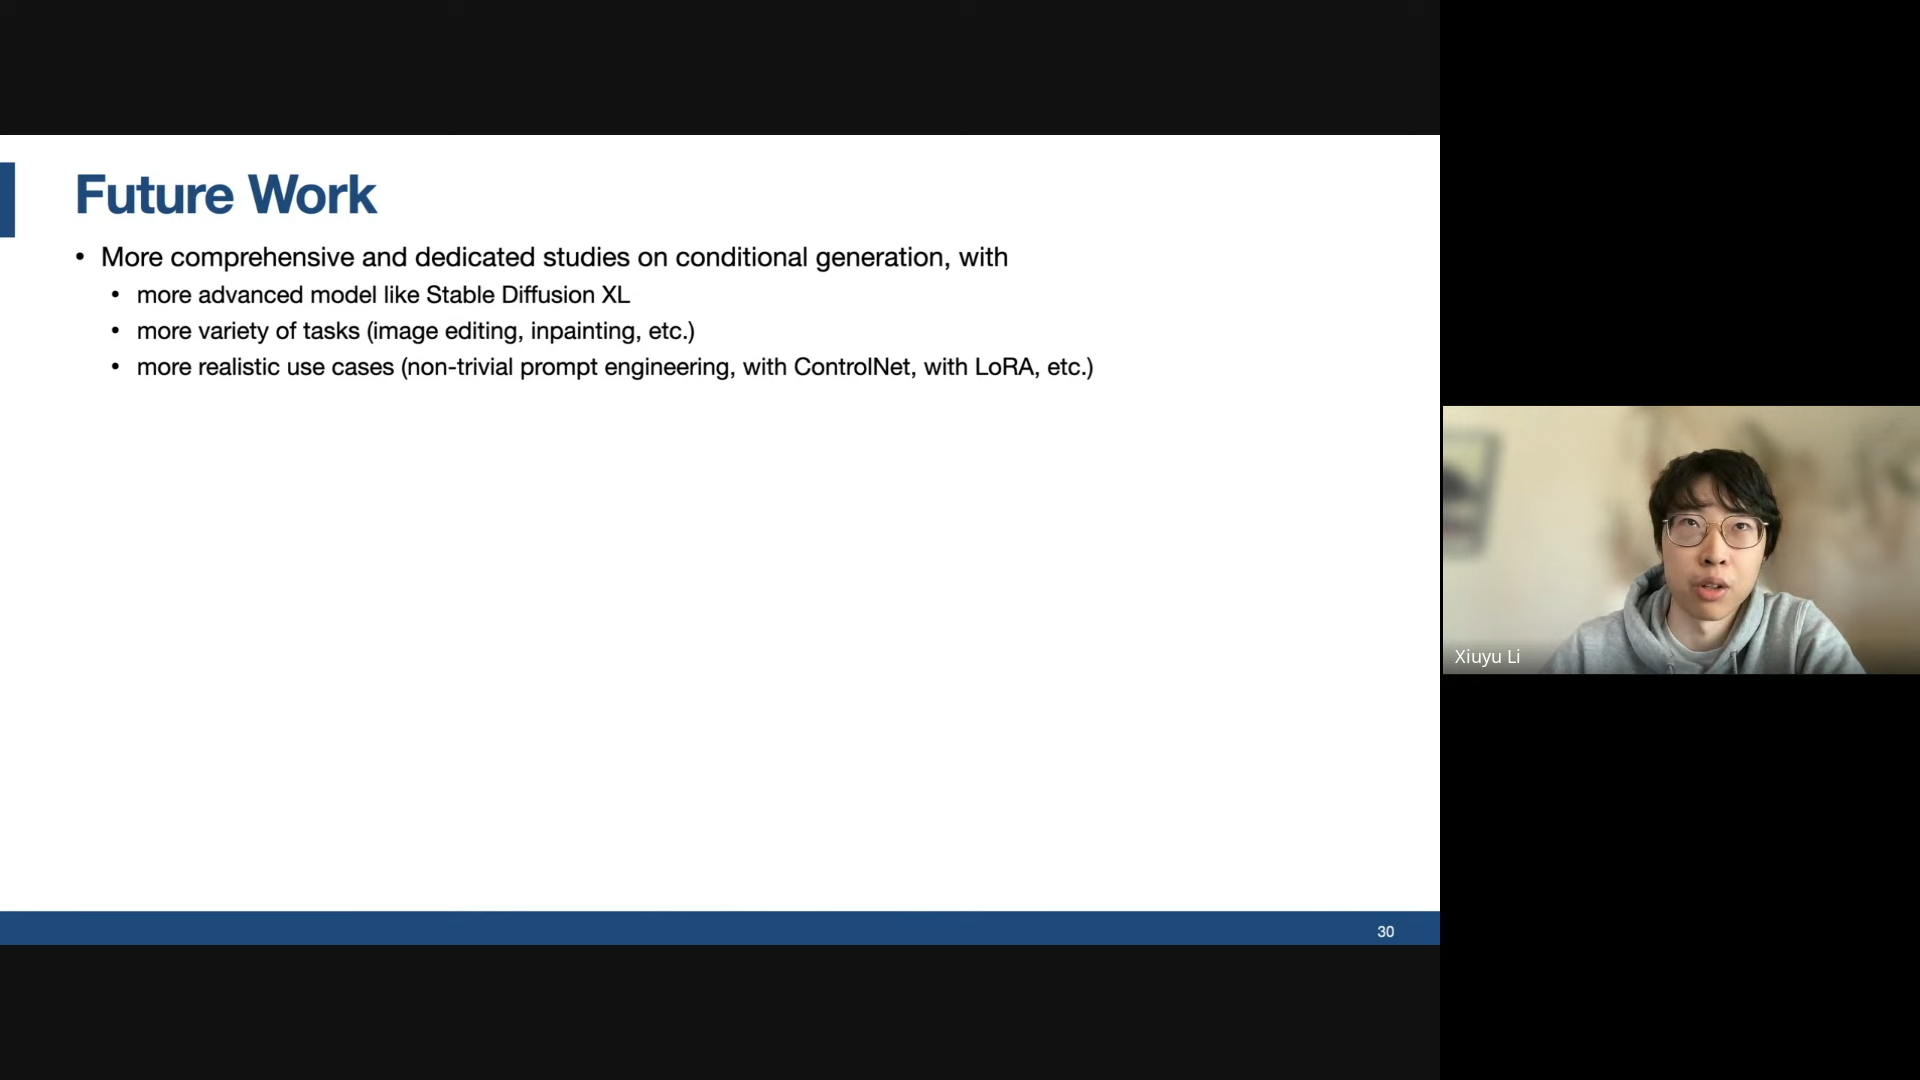 Future Work
• More comprehensive and dedicated studies on conditional generation, with
• more advanced model like Stable Diffusion XL
• more variety of tasks (image editing, inpainting, etc.)
• more realistic use cases (non-trivial prompt engineering, with ControlNet, with LoRA, etc.)
Xiuyu Li
30